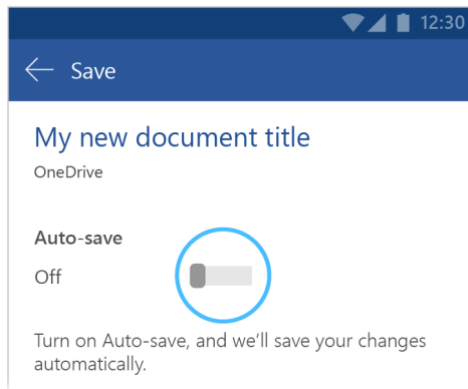 12:30
Save
My new document title
OneDrive
Auto-save
Off
Turn on Auto-save, and we'll save your changes
automatically.